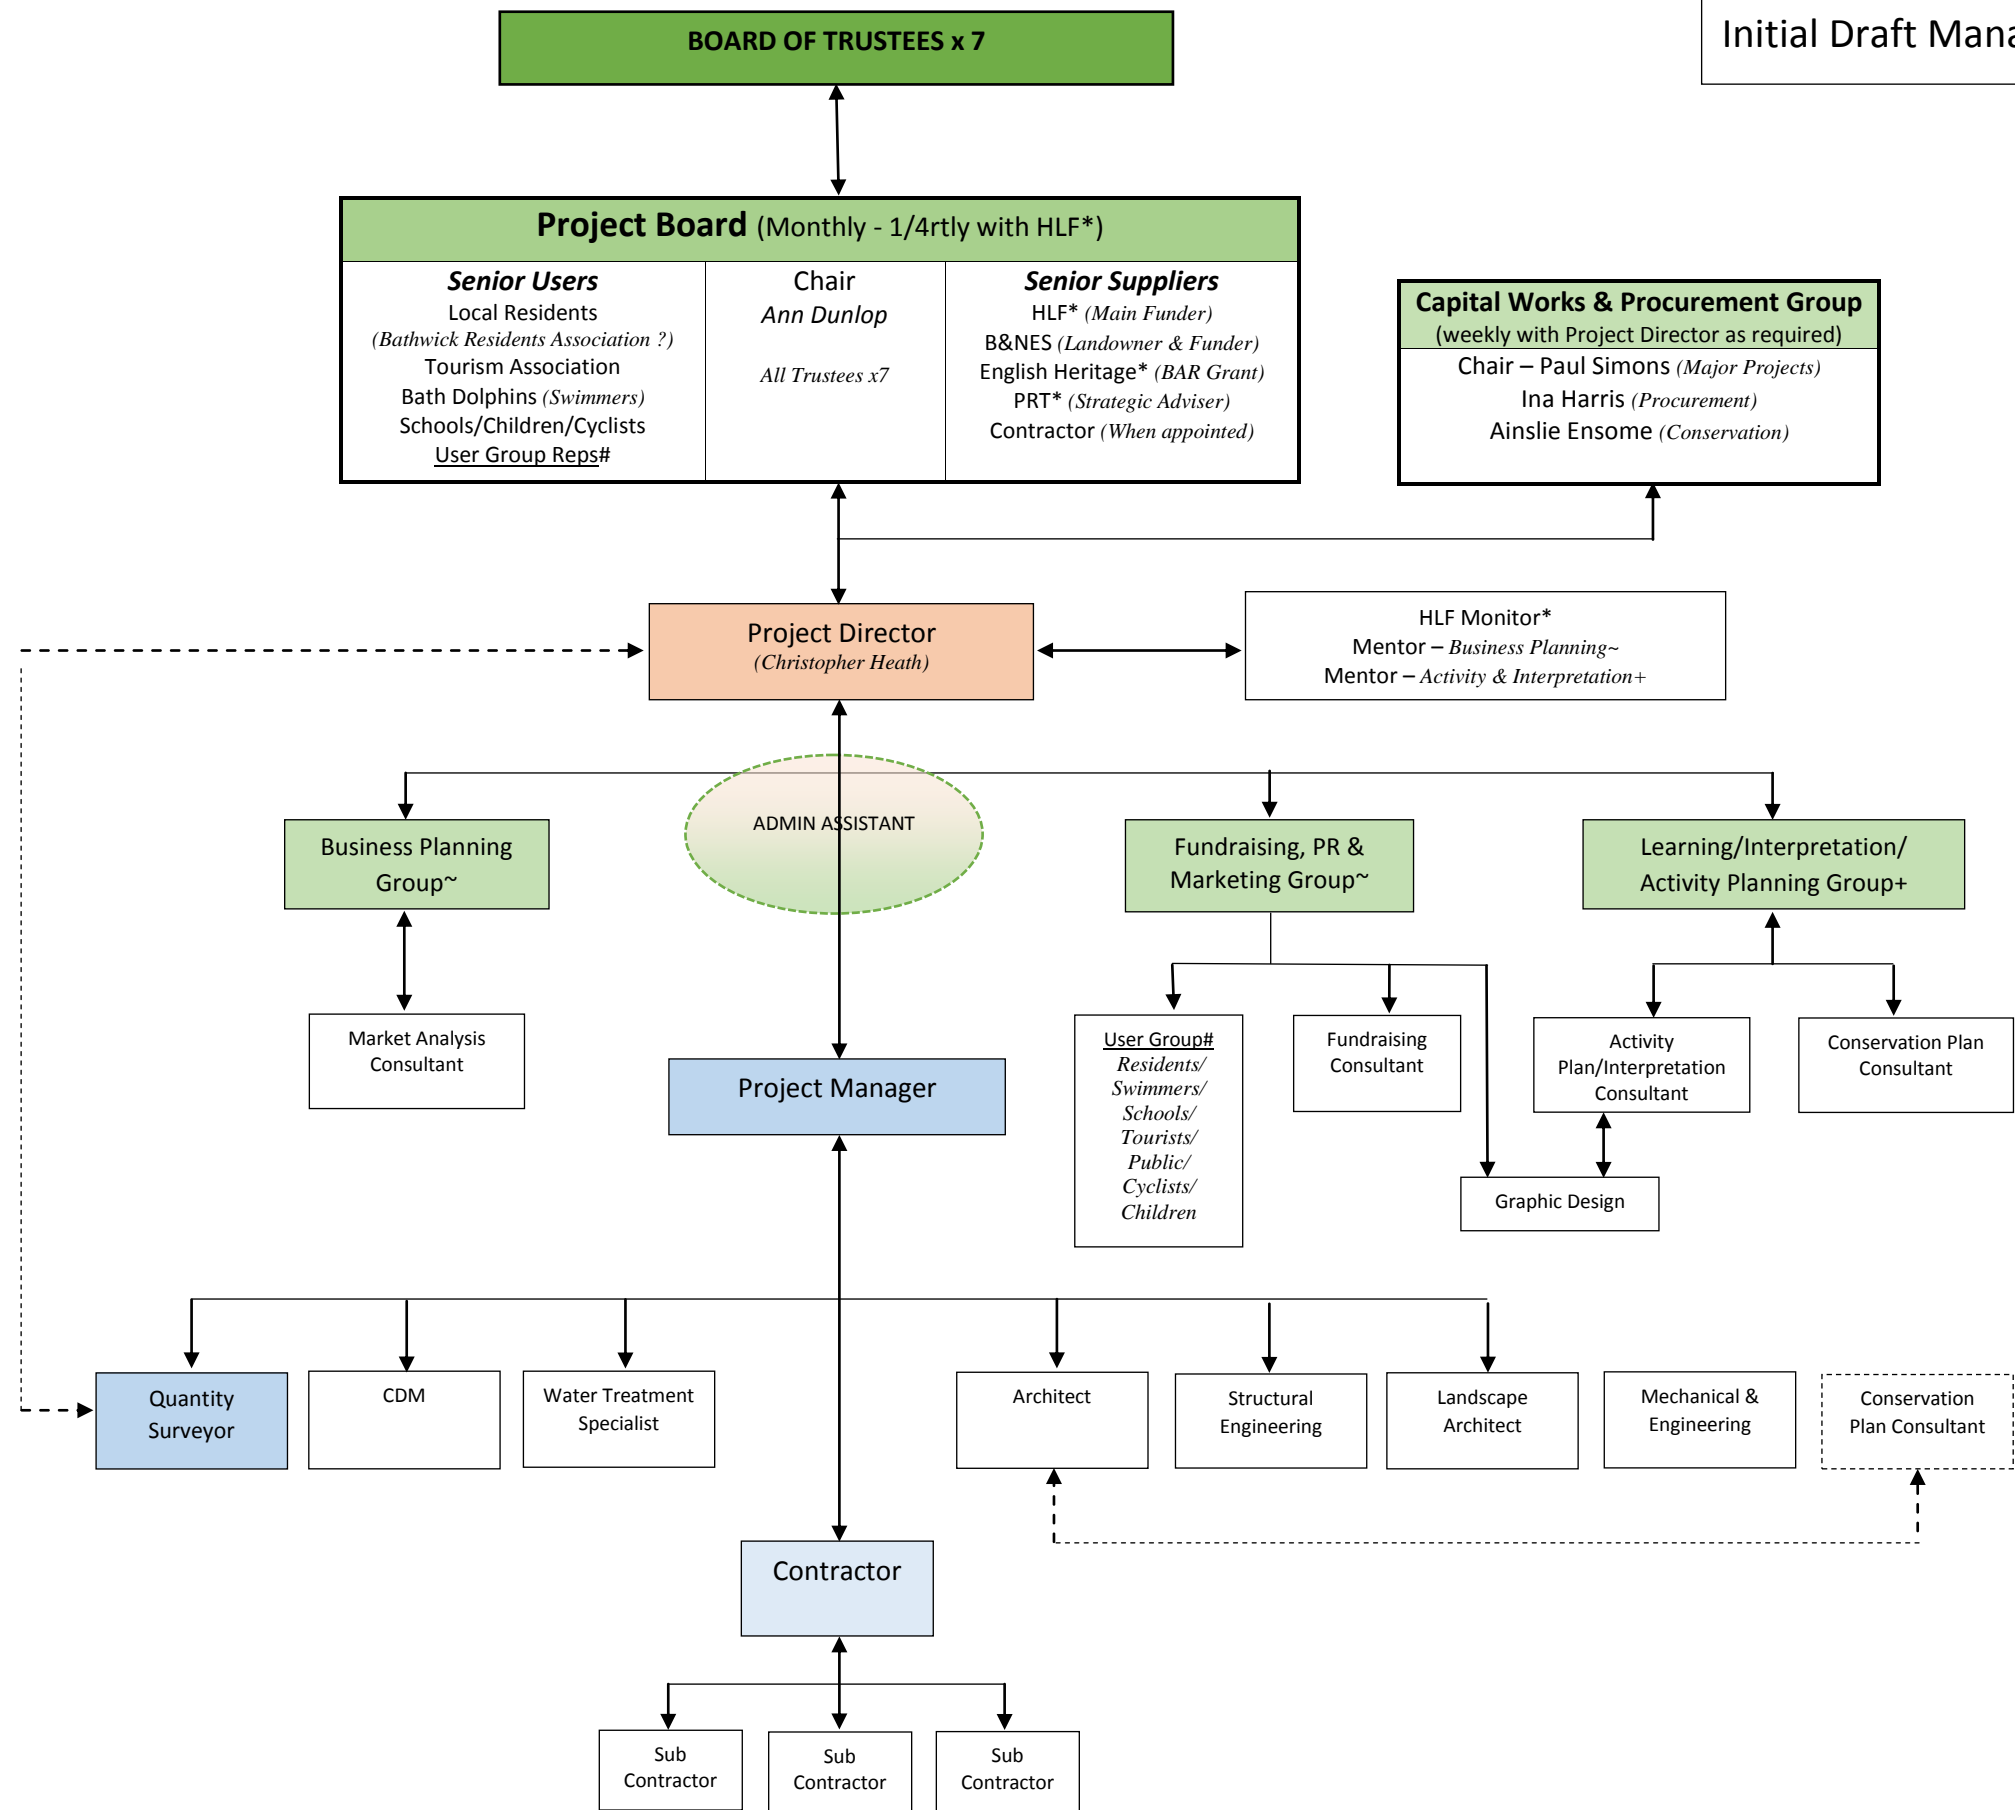 Initial Draft Mana
BOARD OF TRUSTEES x 7
Project Board (Monthly - 1/4rtly with HLF*)
Senior Users
Local Residents
(Bathwick Residents Association ?)
Tourism Association
Bath Dolphins (Swimmers)
Schools/Children/Cyclists
User Group Reps#
Chair
Ann Dunlop
All Trustees x7
Senior Suppliers
HLF* (Main Funder)
B&NES (Landowner & Funder)
English Heritage* (BAR Grant)
PRT* (Strategic Adviser)
Contractor (When appointed)
Capital Works & Procurement Group
(weekly with Project Director as required)
Chair – Paul Simons (Major Projects)
Ina Harris (Procurement)
Ainslie Ensome (Conservation)
Project Director
(Christopher Heath)
HLF Monitor*
Mentor – Business Planning~
Mentor – Activity & Interpretation+
ADMIN ASSISTANT
Business Planning
Group~
Fundraising, PR &
Marketing Group~
Learning/Interpretation/
Activity Planning Group+
Market Analysis
Consultant
Project Manager
User Group#
Residents/
Swimmers/
Schools/
Tourists/
Public/
Cyclists/
Children
Fundraising
Consultant
Activity
Plan/Interpretation
Consultant
Conservation Plan
Consultant
Graphic Design
Quantity
Surveyor
CDM
Water Treatment
Specialist
Architect
Structural
Engineering
Landscape
Architect
Mechanical &
Engineering
Conservation
Plan Consultant
Contractor
Sub
Contractor
Sub
Contractor
Sub
Contractor